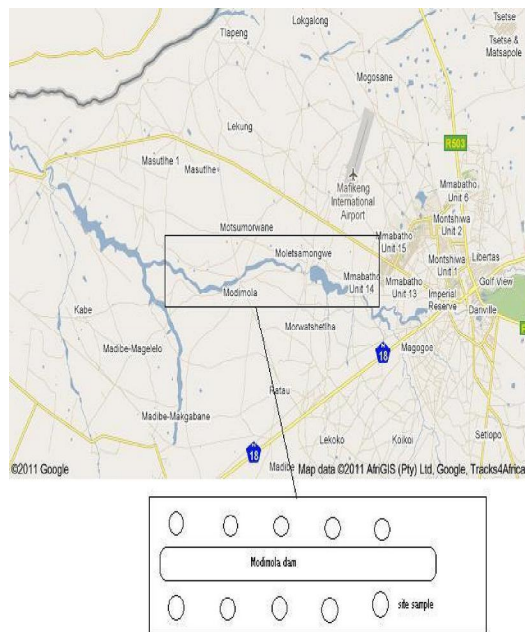 Tsetse
Lokgalong
Tlapeng
Tsetse &
Matsapole
Mogosane
Lekung
R503
Masutlhe 1
Masutlhe
Mafikeng
International
Airport
Mmabatho
Unit 6
Montshiwa
Unit 2
Motsumorwane
Mmabatho
Unit 15
Moletsamongwe
Montshiwa
Unit 1
Libertas
Mmabatho
Unit 14
Mmabatho
Unit 13
Golf View
Modimola
Imperial
Reserve
Danville
Kabe
Morwatshetlha
Madibe-Magelelo
18
Magogoe
Ratau
Madibe-Makgabane
Lekoko
Koikoi
Setlopo
18
Madibe
©2011 Google
Map data ©2011 AfriGIS (Pty) Ltd, Google, Tracks4Africa
Modimola dam
site sample